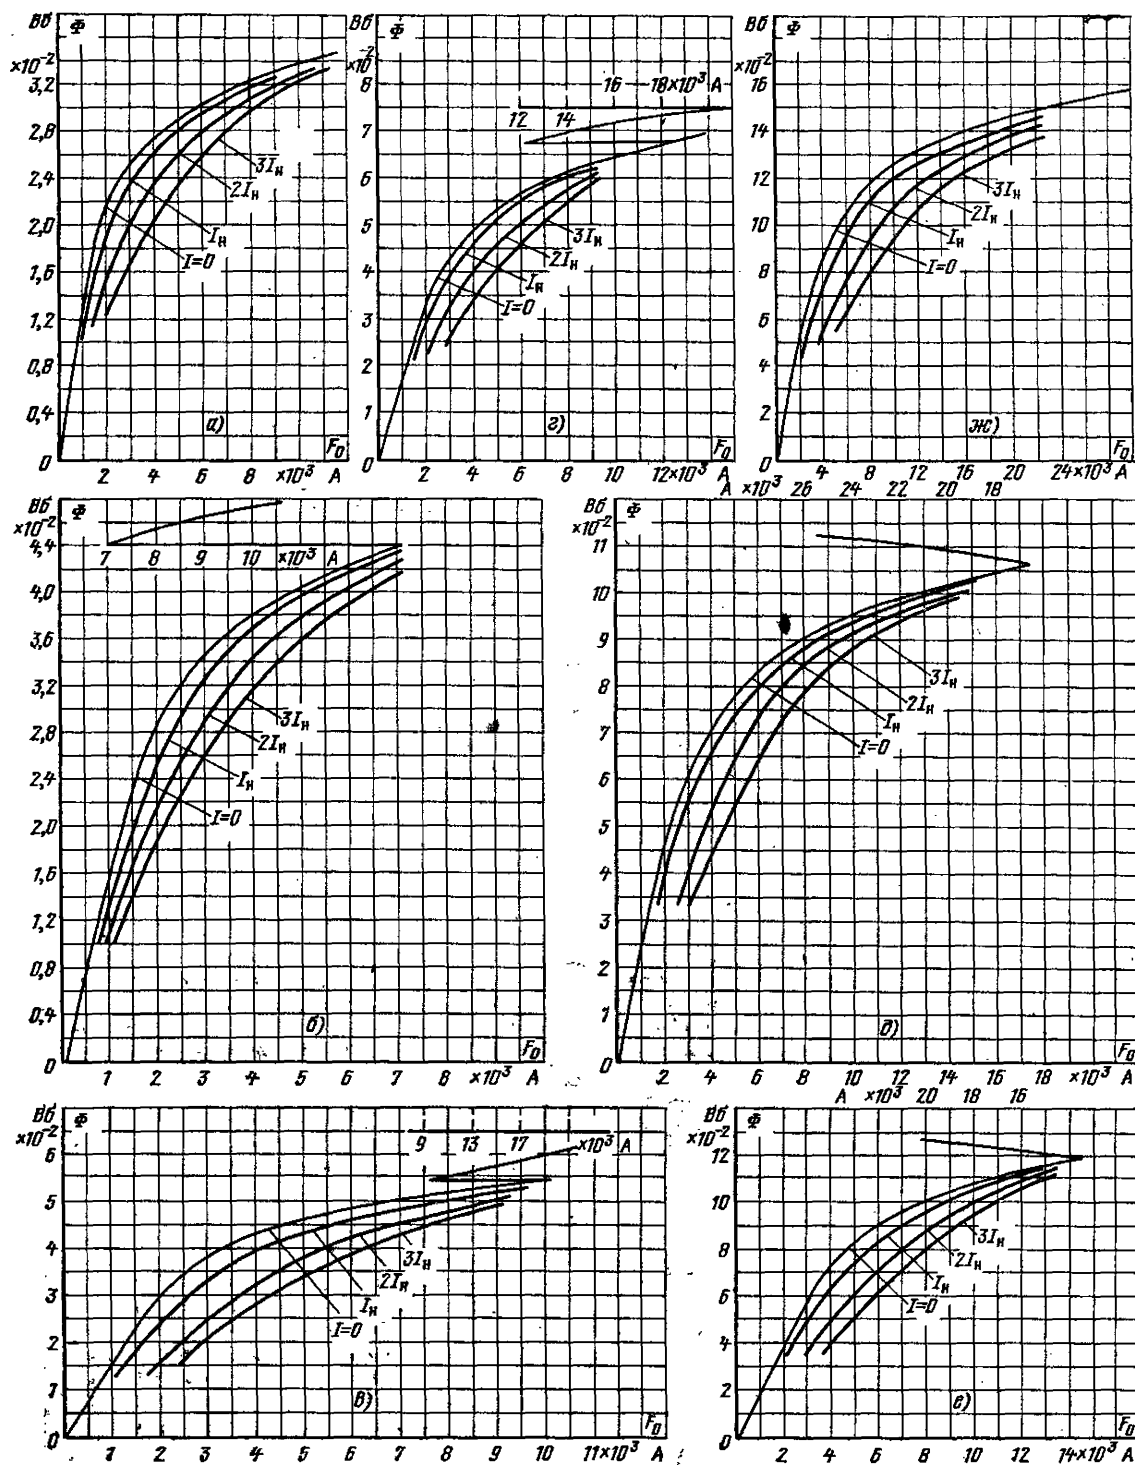 Вб Ф
×10⁻²
3,2
2,8
2,4
2,0
1,6
1,2
0,8
0,4
0
3Iн
2Iн
Iн
I=0
а)
F₀
2 4 6 ×10³ А
Вб Ф
×10⁻²
8
7
6
5
4
3
2
1
0
16 18×10³ А
12 14
3Iн
2Iн
Iн
I=0
г)
F₀
2 4 6 8 10 12×10³ А
Вб Ф
×10⁻²
16
14
12
10
8
6
4
2
0
3Iн
2Iн
Iн
I=0
ж)
F₀
4 8 12 16 20 24×10³ А
Вб Ф
×10⁻²
4,4
4,0
3,6
3,2
2,8
2,4
2,0
1,6
1,2
0,8
0,4
0
7 8 9 10 ×10³ А
3Iн
2Iн
Iн
I=0
б)
F₀
1 2 3 4 5 6 7 8 ×10³ А
А ×10³ 26 24 22 20 18
Вб Ф
×10⁻²
11
10
9
8
7
6
5
4
3
2
1
0
3Iн
2Iн
Iн
I=0
д)
F₀
2 4 6 8 10 12 14 16 18 ×10³ А
Вб Ф
×10⁻²
6
5
4
3
2
1
0
9 13 17 ×10³ А
3Iн
2Iн
Iн
I=0
в)
F₀
1 2 3 4 5 6 7 8 9 10 11×10³ А
А ×10³ 20 18 16
Вб Ф
×10⁻²
12
10
8
6
4
2
0
3Iн
2Iн
Iн
I=0
е)
F₀
2 4 6 8 10 12 14×10³ А